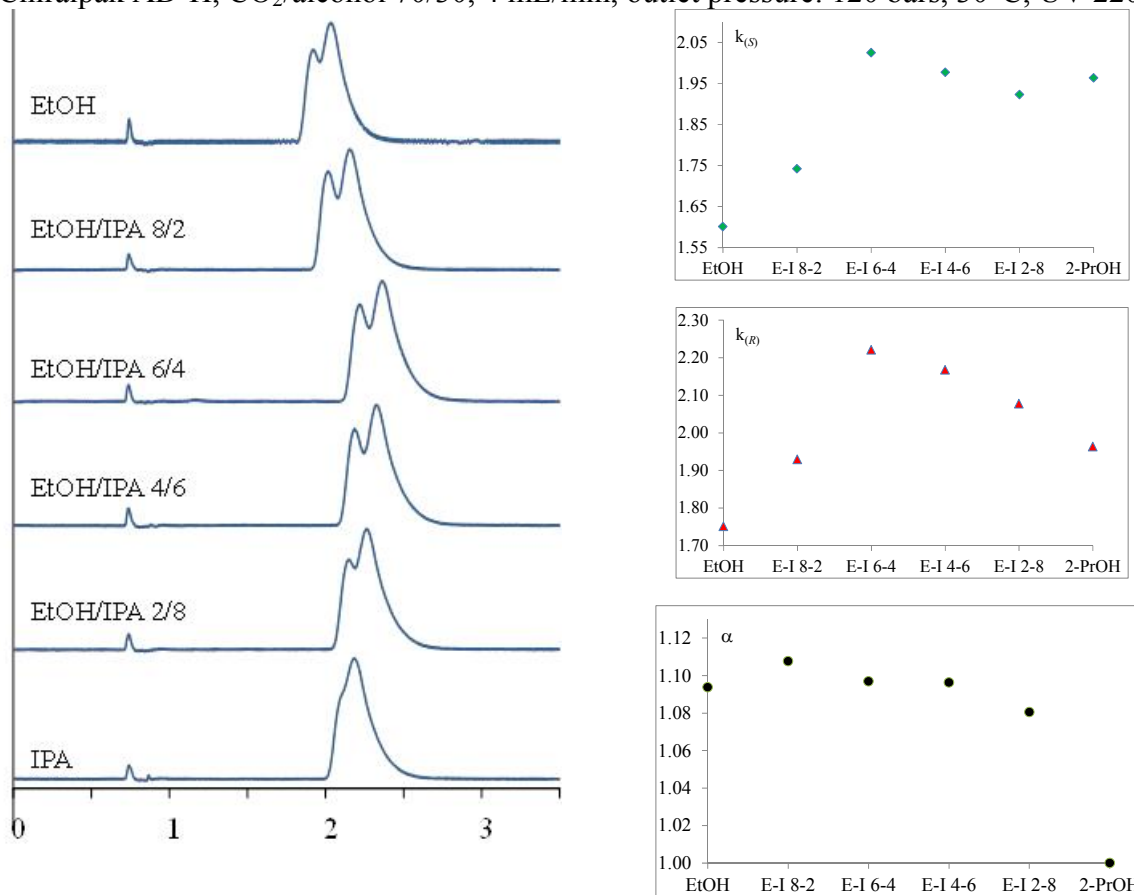 Chiralpak AD-H, CO2/alcohol 70/30, 4 mL/min, outlet pressure: 120 bars, 30°C, UV 220
EtOH
EtOH/IPA 8/2
EtOH/IPA 6/4
EtOH/IPA 4/6
EtOH/IPA 2/8
IPA
0 1 2 3
k(S)
2.05
1.95
1.85
1.75
1.65
1.55
EtOH E-I 8-2 E-I 6-4 E-I 4-6 E-I 2-8 2-PrOH
k(R)
2.30
2.20
2.10
2.00
1.90
1.80
1.70
EtOH E-I 8-2 E-I 6-4 E-I 4-6 E-I 2-8 2-PrOH
α
1.12
1.10
1.08
1.06
1.04
1.02
1.00
EtOH E-I 8-2 E-I 6-4 E-I 4-6 E-I 2-8 2-PrOH